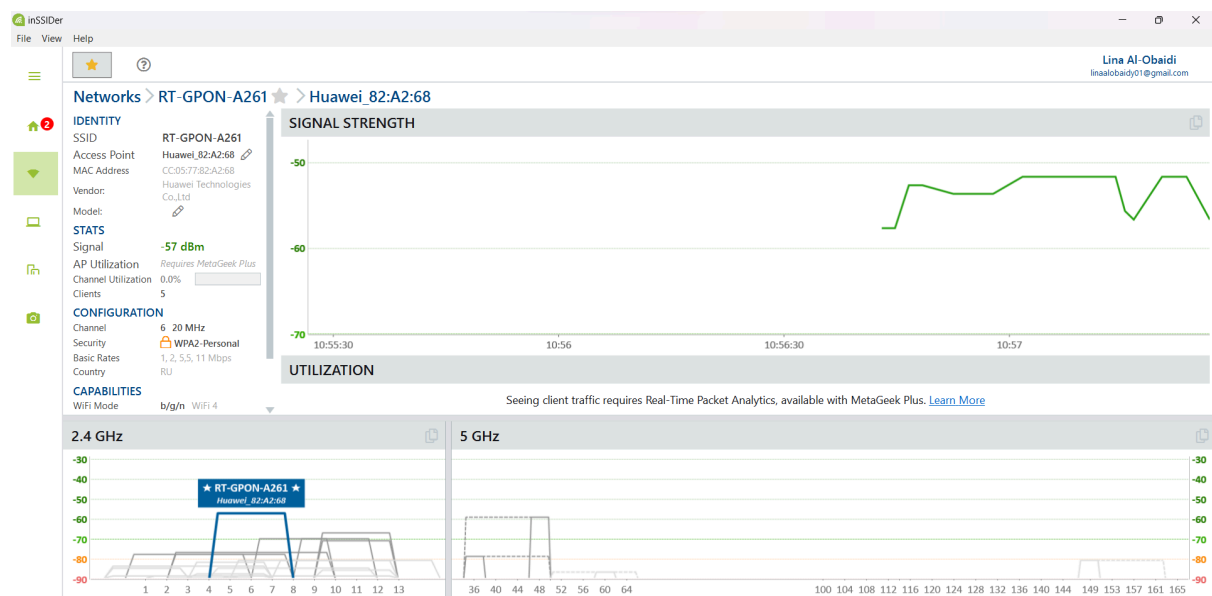 inSSIDer
File View Help
Lina Al-Obaidi
linaalobaidy01@gmail.com
Networks > RT-GPON-A261 > Huawei_82:A2:68
2
IDENTITY
SSID RT-GPON-A261
Access Point Huawei_82:A2:68
MAC Address CC:05:77:82:A2:68
Vendor: Huawei Technologies Co.,Ltd
Model:
STATS
Signal -57 dBm
AP Utilization Requires MetaGeek Plus
Channel Utilization 0.0%
Clients 5
CONFIGURATION
Channel 6 20 MHz
Security WPA2-Personal
Basic Rates 1, 2, 5,5, 11 Mbps
Country RU
CAPABILITIES
WiFi Mode b/g/n WiFi 4
SIGNAL STRENGTH
-50
-60
-70
10:55:30 10:56 10:56:30 10:57
UTILIZATION
Seeing client traffic requires Real-Time Packet Analytics, available with MetaGeek Plus. Learn More
2.4 GHz
-30
-40
-50
-60
-70
-80
-90
★ RT-GPON-A261 ★
Huawei_82:A2:68
1 2 3 4 5 6 7 8 9 10 11 12 13
5 GHz
-30
-40
-50
-60
-70
-80
-90
36 40 44 48 52 56 60 64 100 104 108 112 116 120 124 128 132 136 140 144 149 153 157 161 165